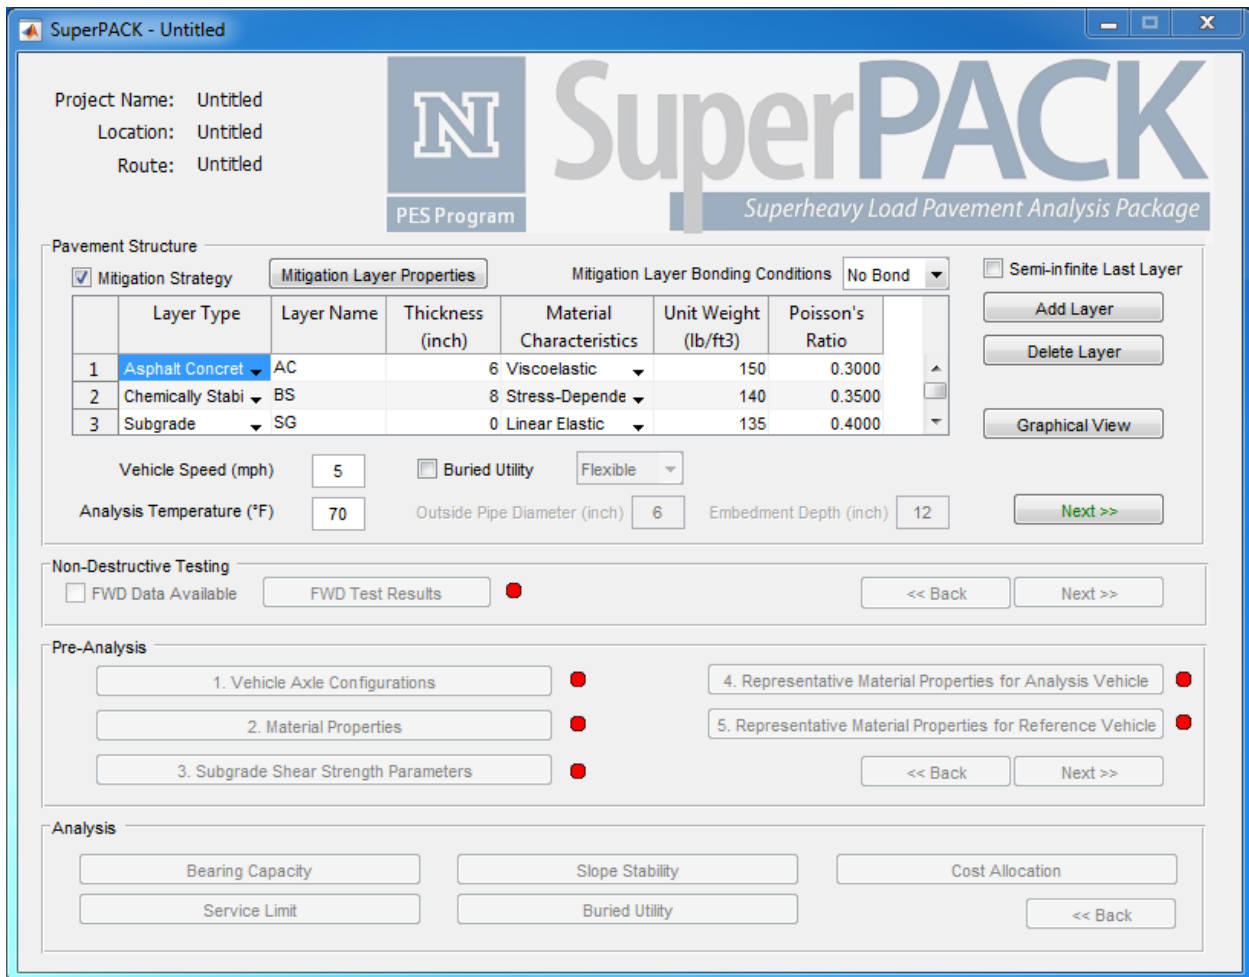 SuperPACK - Untitled
Project Name: Untitled
Location: Untitled
Route: Untitled
N
PES Program
SuperPACK
Superheavy Load Pavement Analysis Package
Pavement Structure
Mitigation Strategy Mitigation Layer Properties Mitigation Layer Bonding Conditions No Bond Semi-infinite Last Layer
Layer Type Layer Name Thickness (inch) Material Characteristics Unit Weight (lb/ft3) Poisson's Ratio
1 Asphalt Concret AC 6 Viscoelastic 150 0.3000
2 Chemically Stabi BS 8 Stress-Depende 140 0.3500
3 Subgrade SG 0 Linear Elastic 135 0.4000
Add Layer
Delete Layer
Graphical View
Vehicle Speed (mph) 5 Buried Utility Flexible
Analysis Temperature (°F) 70 Outside Pipe Diameter (inch) 6 Embedment Depth (inch) 12 Next >>
Non-Destructive Testing
FWD Data Available FWD Test Results << Back Next >>
Pre-Analysis
1. Vehicle Axle Configurations 4. Representative Material Properties for Analysis Vehicle
2. Material Properties 5. Representative Material Properties for Reference Vehicle
3. Subgrade Shear Strength Parameters << Back Next >>
Analysis
Bearing Capacity Slope Stability Cost Allocation
Service Limit Buried Utility << Back